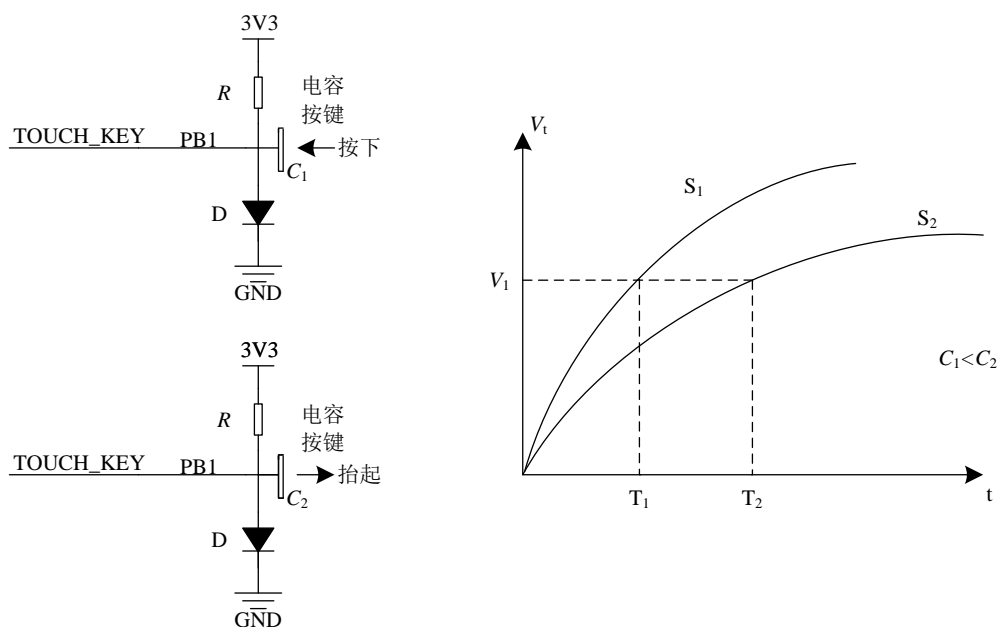 3V3
R
电容
按键
TOUCH_KEY
PB1
按下
C1
D
GND
3V3
R
电容
按键
TOUCH_KEY
PB1
抬起
C2
D
GND
Vt
S1
S2
V1
C1<C2
T1
T2
t